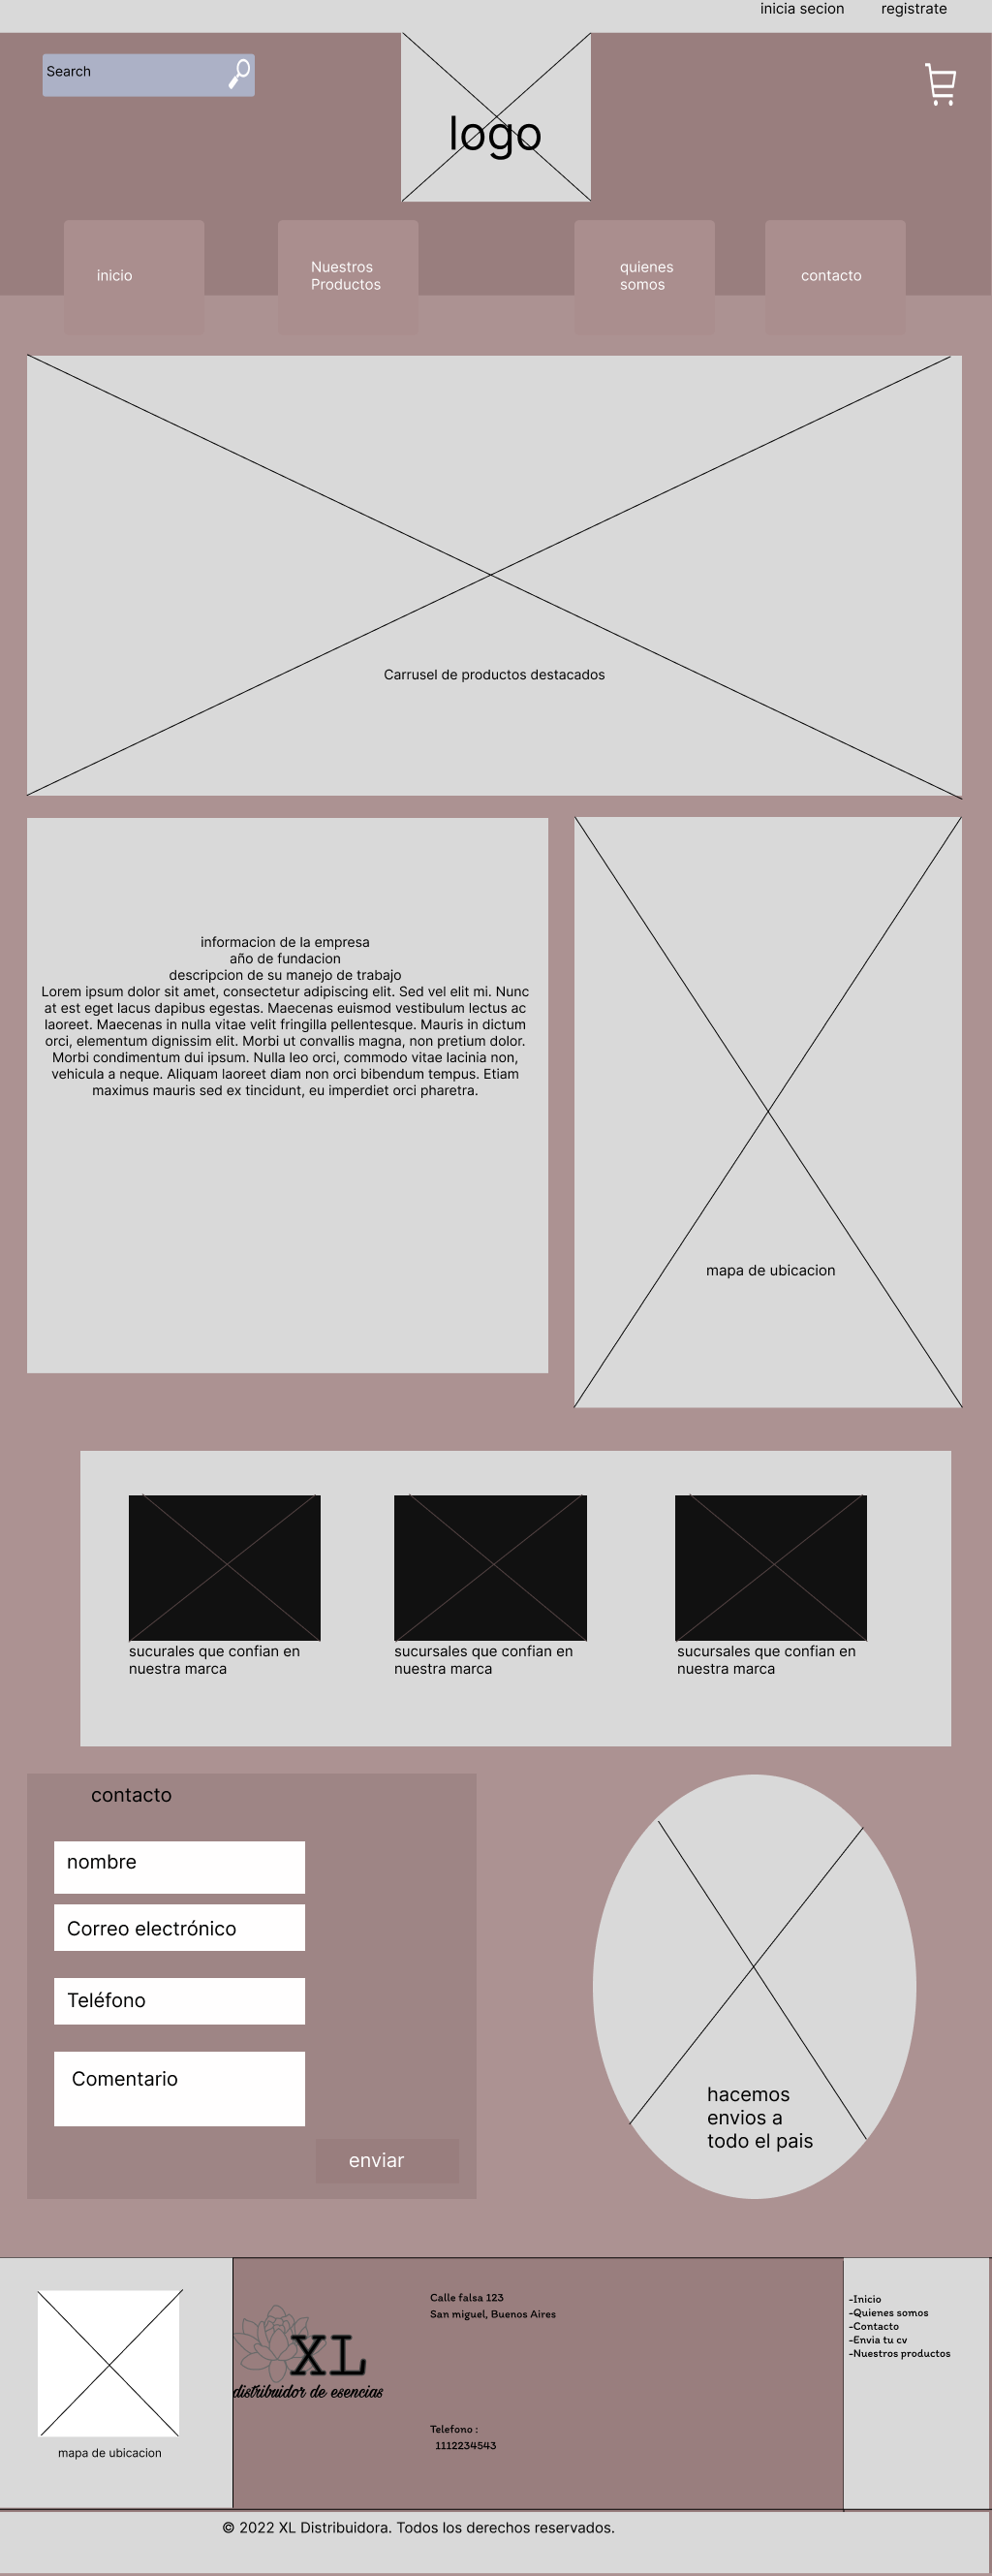 inicia secion registrate
Search
logo
inicio
Nuestros
Productos
quienes
somos
contacto
Carrusel de productos destacados
informacion de la empresa
año de fundacion
descripcion de su manejo de trabajo
Lorem ipsum dolor sit amet, consectetur adipiscing elit. Sed vel elit mi. Nunc
at est eget lacus dapibus egestas. Maecenas euismod vestibulum lectus ac
laoreet. Maecenas in nulla vitae velit fringilla pellentesque. Mauris in dictum
orci, elementum dignissim elit. Morbi ut convallis magna, non pretium dolor.
Morbi condimentum dui ipsum. Nulla leo orci, commodo vitae lacinia non,
vehicula a neque. Aliquam laoreet diam non orci bibendum tempus. Etiam
maximus mauris sed ex tincidunt, eu imperdiet orci pharetra.
mapa de ubicacion
sucurales que confian en
nuestra marca
sucursales que confian en
nuestra marca
sucursales que confian en
nuestra marca
contacto
nombre
Correo electrónico
Teléfono
Comentario
enviar
hacemos
envios a
todo el pais
mapa de ubicacion
XL
distribuidor de esencias
Calle falsa 123
San miguel, Buenos Aires
Telefono :
1112234543
-Inicio
-Quienes somos
-Contacto
-Envia tu cv
-Nuestros productos
© 2022 XL Distribuidora. Todos los derechos reservados.